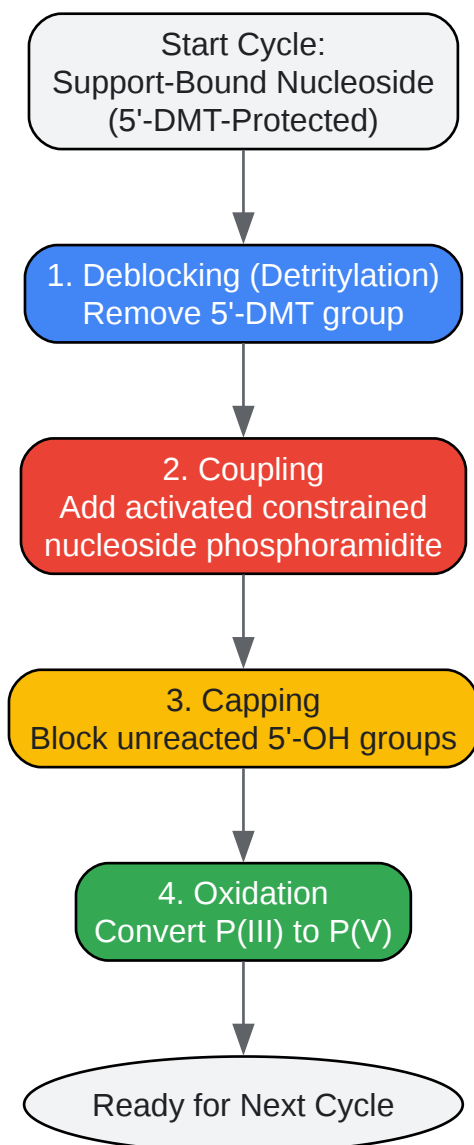 Start Cycle:
Support-Bound Nucleoside
(5'-DMT-Protected)
1. Deblocking (Detritylation)
Remove 5'-DMT group
2. Coupling
Add activated constrained
nucleoside phosphoramidite
3. Capping
Block unreacted 5'-OH groups
4. Oxidation
Convert P(III) to P(V)
Ready for Next Cycle